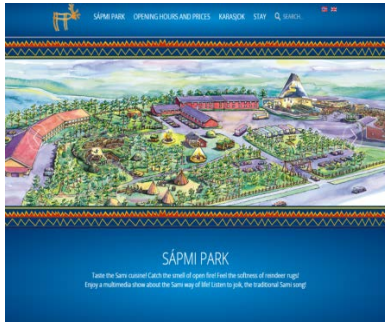 SÁPMI PARK OPENING HOURS AND PRICES KARASJOK STAY SEARCH...
SÁPMI PARK
Taste the Sami cuisine! Catch the smell of open fire! Feel the softness of reindeer rugs!
Enjoy a multimedia show about the Sami way of life! Listen to joik, the traditional Sami song!